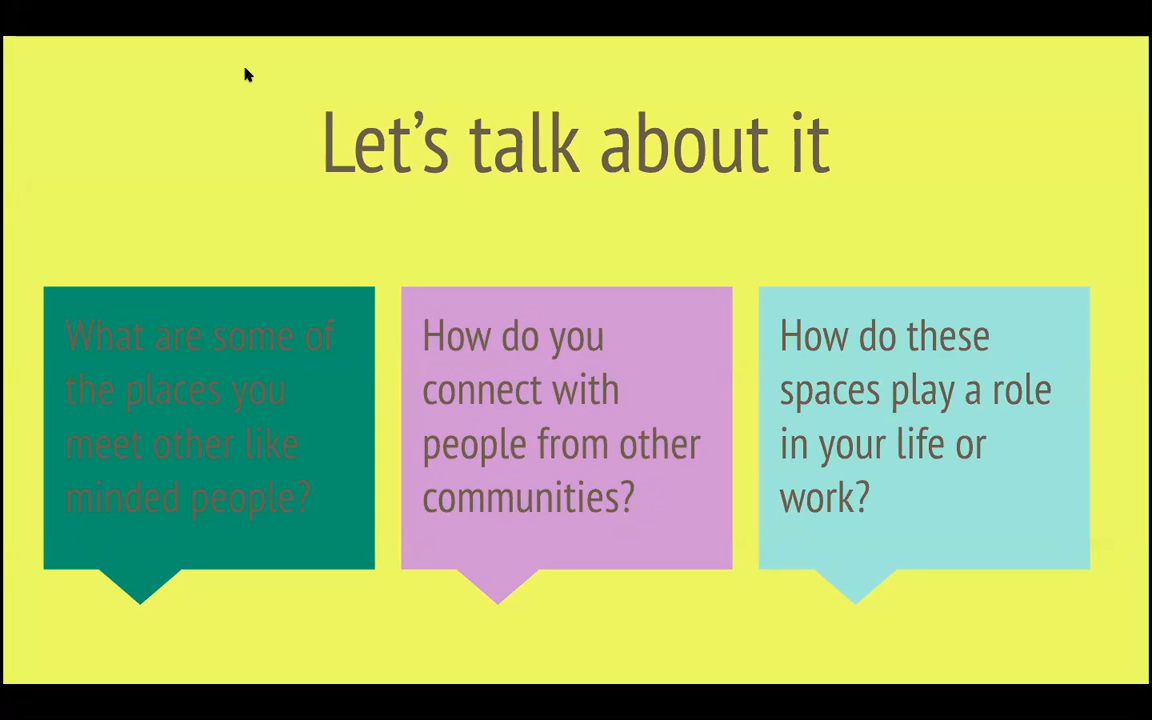 Let's talk about it
What are some of
the places you
meet other like
minded people?
How do you
connect with
people from other
communities?
How do these
spaces play a role
in your life or
work?